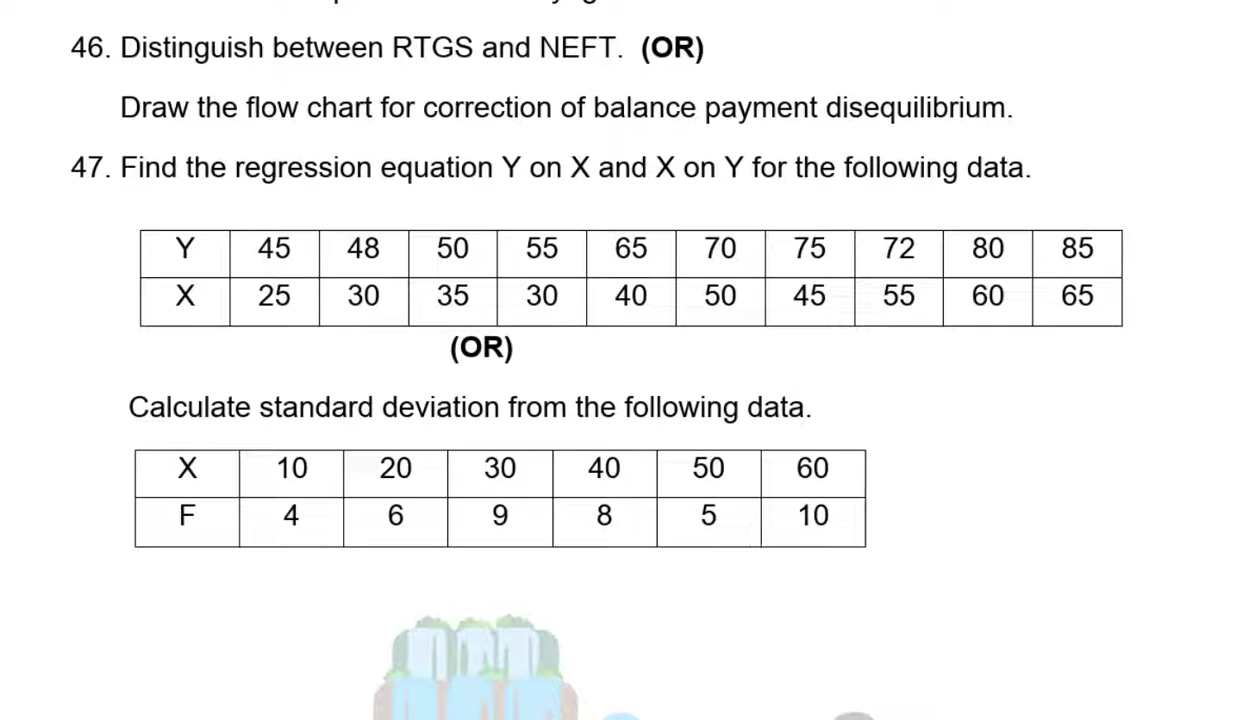 46. Distinguish between RTGS and NEFT. (OR)
Draw the flow chart for correction of balance payment disequilibrium.
47. Find the regression equation Y on X and X on Y for the following data.
Y 45 48 50 55 65 70 75 72 80 85
X 25 30 35 30 40 50 45 55 60 65
(OR)
Calculate standard deviation from the following data.
X 10 20 30 40 50 60
F 4 6 9 8 5 10